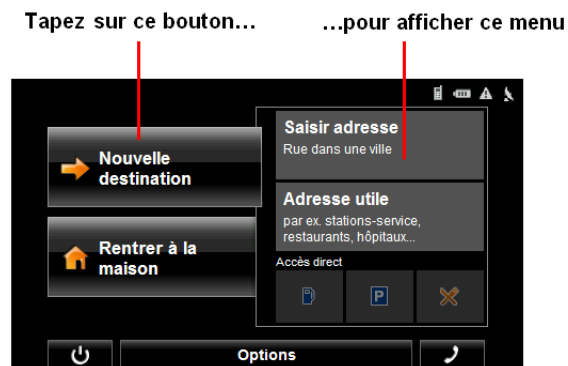 Tapez sur ce bouton…
…pour afficher ce menu
Nouvelle
destination
Rentrer à la
maison
Saisir adresse
Rue dans une ville
Adresse utile
par ex. stations-service,
restaurants, hôpitaux...
Accès direct
P
Options